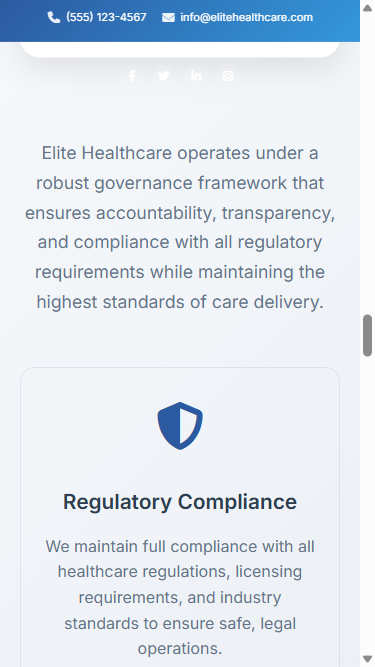 (555) 123-4567 info@elitehealthcare.com
Elite Healthcare operates under a
robust governance framework that
ensures accountability, transparency,
and compliance with all regulatory
requirements while maintaining the
highest standards of care delivery.
Regulatory Compliance
We maintain full compliance with all
healthcare regulations, licensing
requirements, and industry
standards to ensure safe, legal
operations.